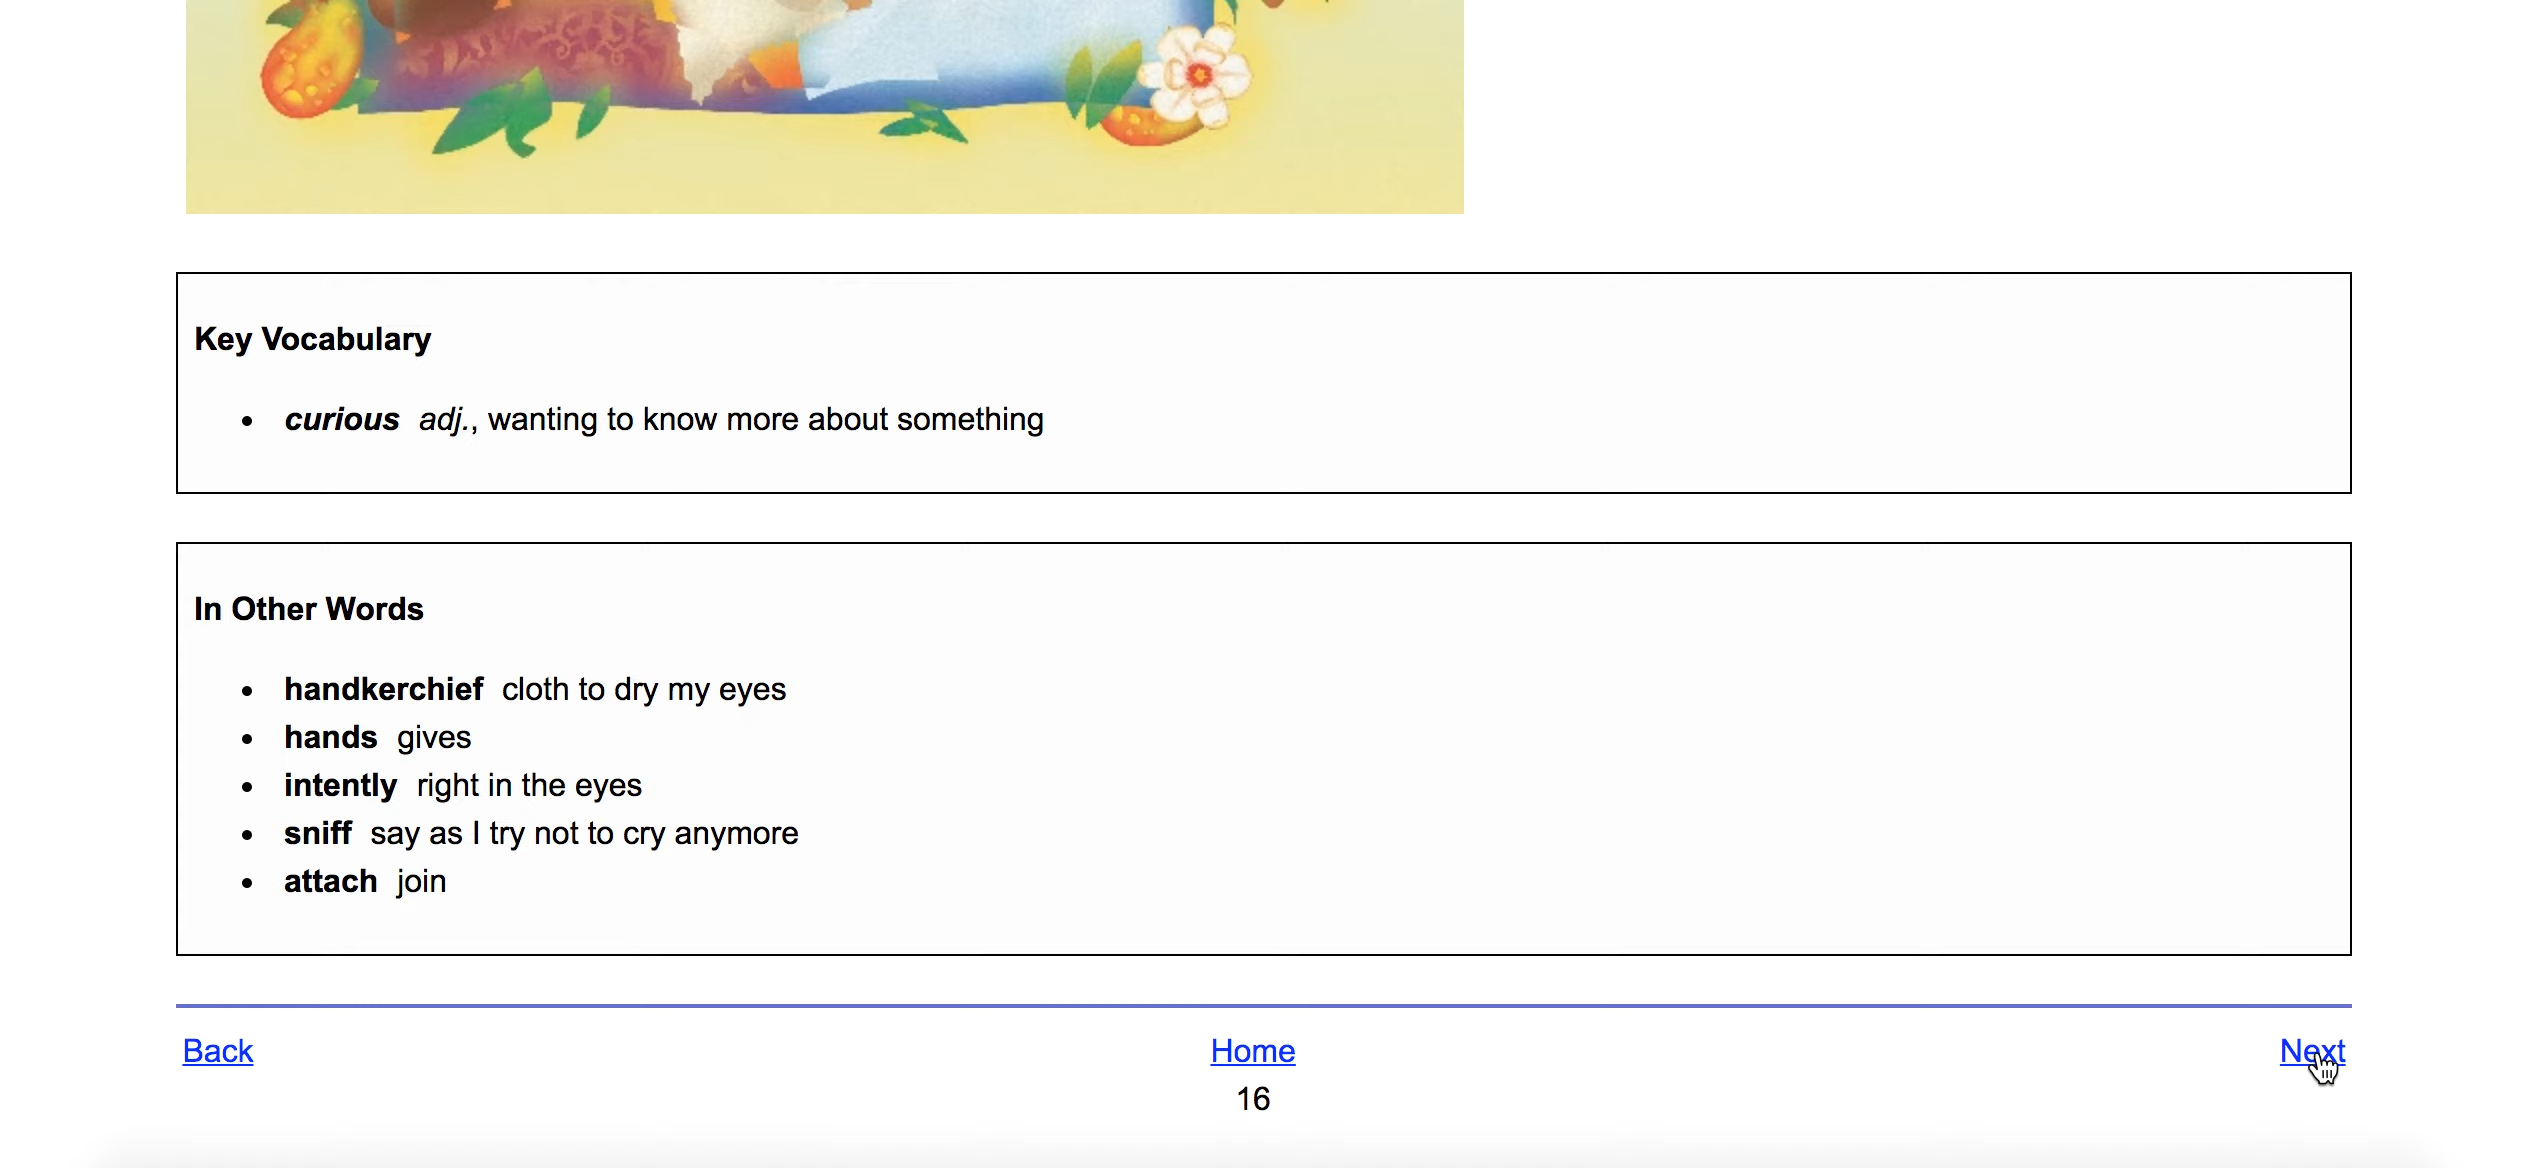 Key Vocabulary
• curious adj., wanting to know more about something
In Other Words
• handkerchief cloth to dry my eyes
• hands gives
• intently right in the eyes
• sniff say as I try not to cry anymore
• attach join
Back Home Next
16